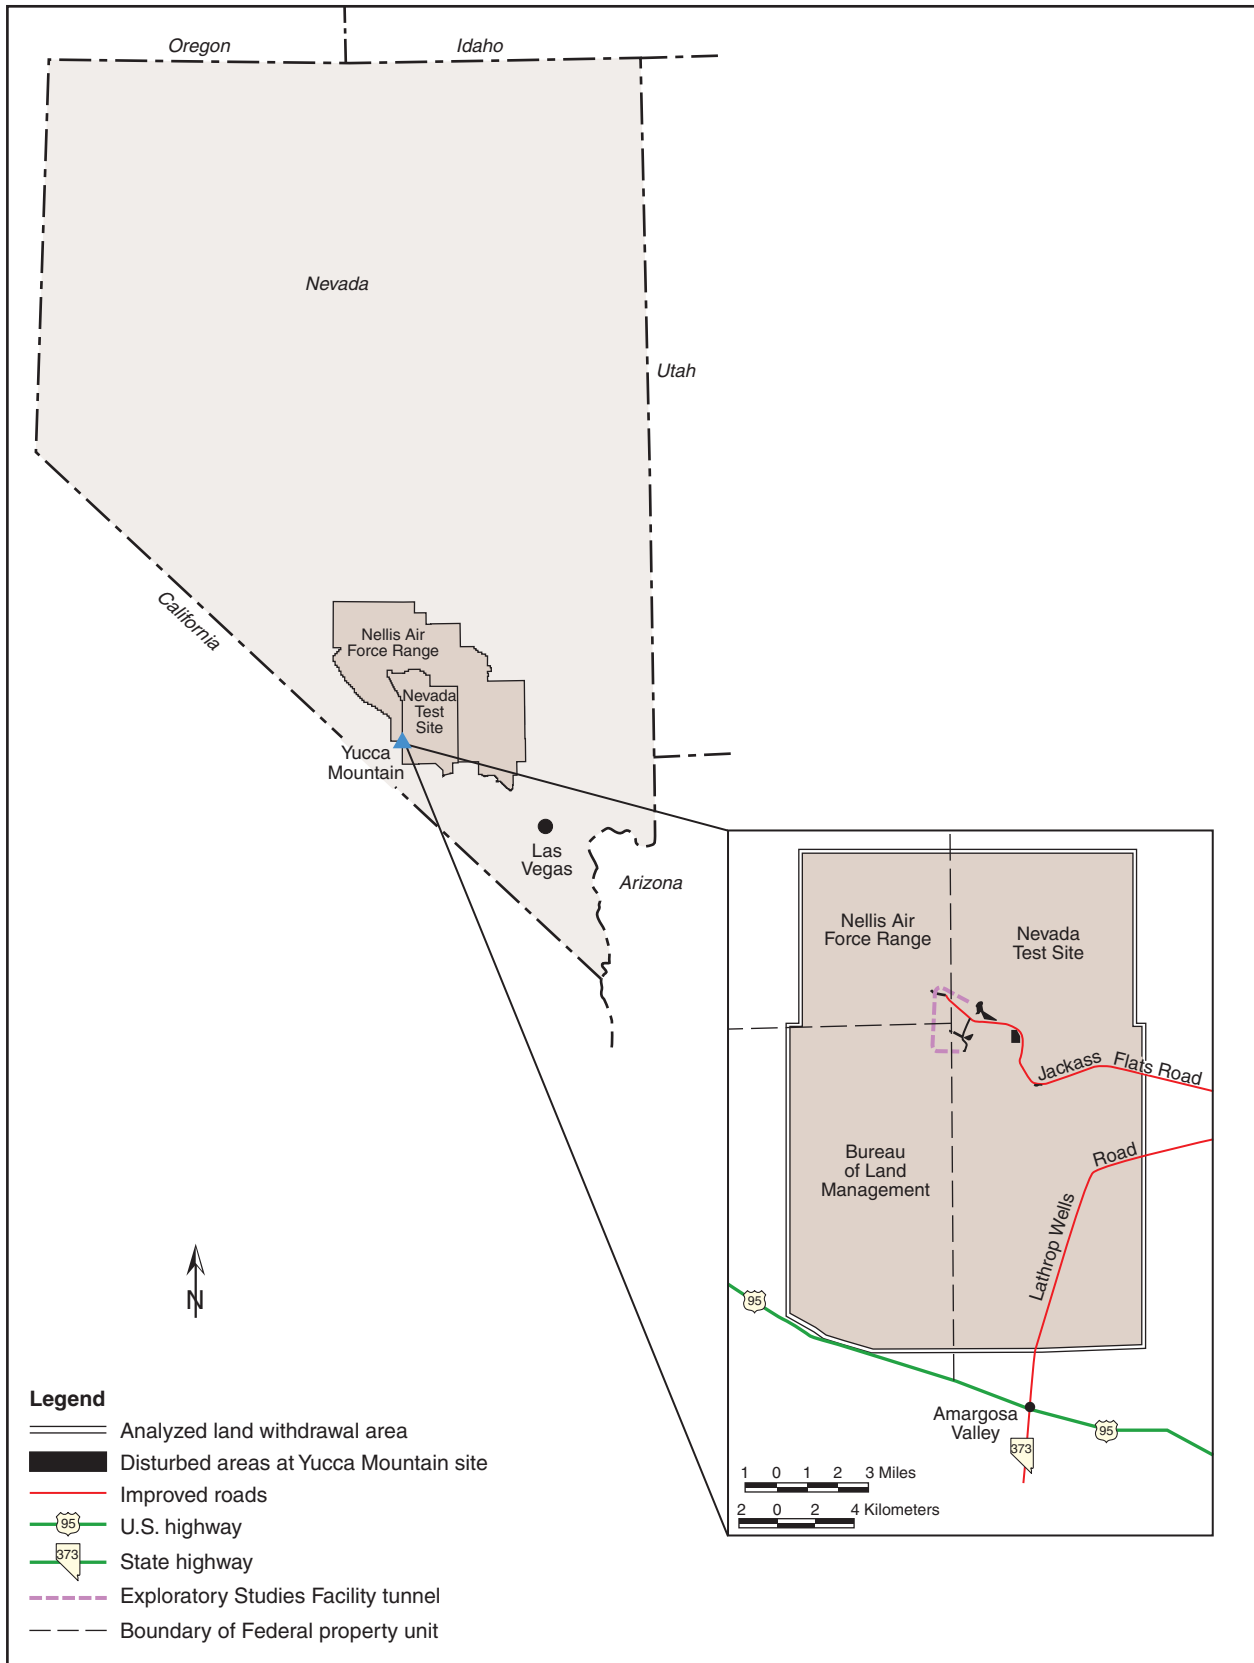 Oregon
Idaho
Nevada
Utah
California
Nellis Air
Force Range
Nevada
Test
Site
Yucca
Mountain
Las
Vegas
Arizona
N
Nellis Air
Force Range
Nevada
Test Site
Jackass Flats Road
Bureau
of Land
Management
Lathrop Wells Road
95
Amargosa
Valley
95
373
1 0 1 2 3 Miles
2 0 2 4 Kilometers
Legend
Analyzed land withdrawal area
Disturbed areas at Yucca Mountain site
Improved roads
95 U.S. highway
373 State highway
Exploratory Studies Facility tunnel
Boundary of Federal property unit